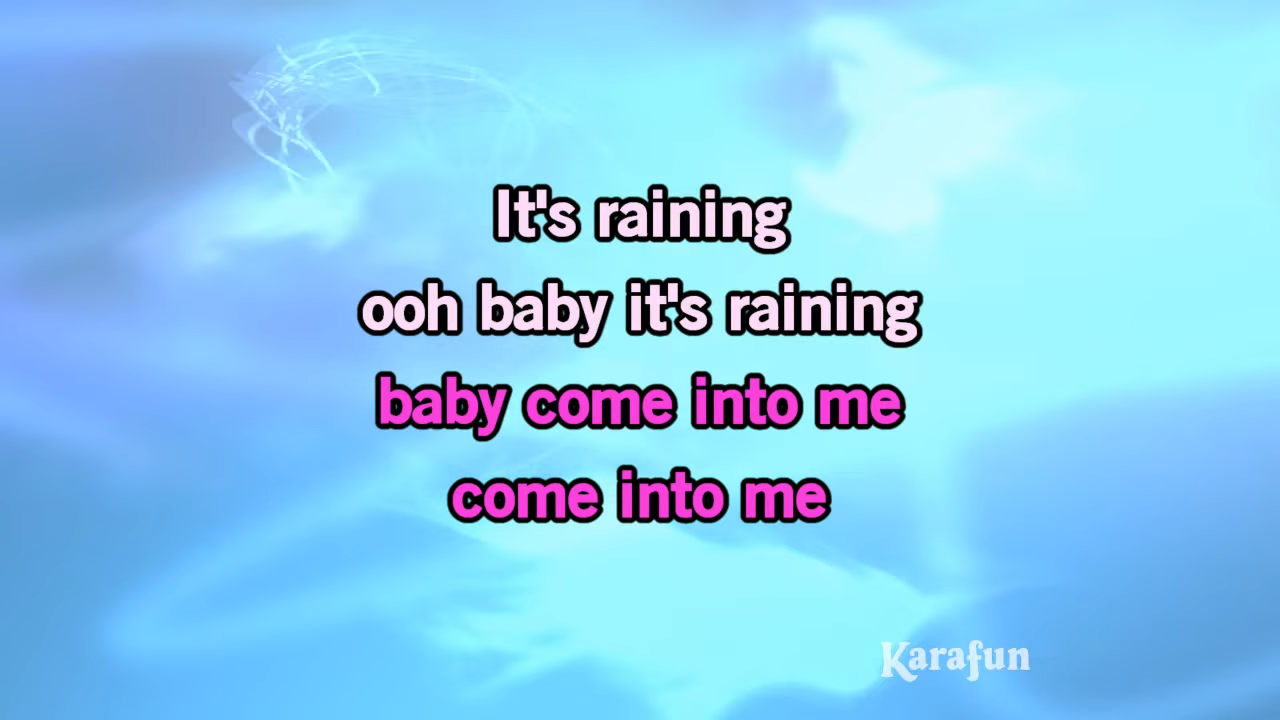 It's raining
ooh baby it's raining
baby come into me
come into me
Karafun